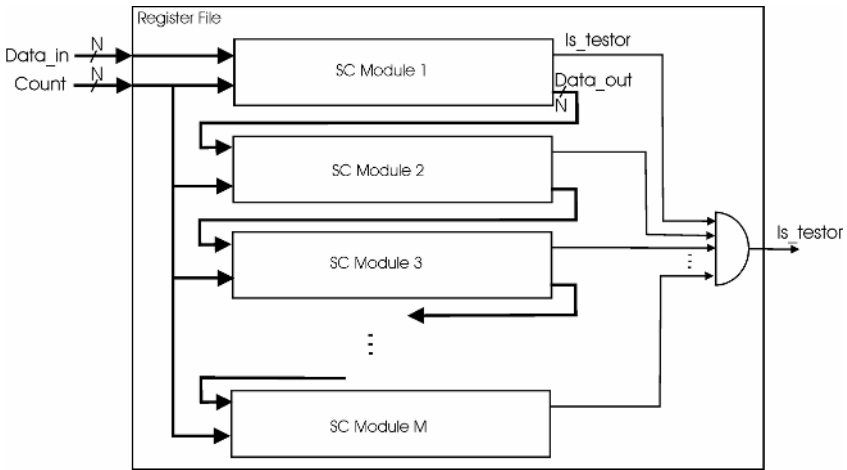 Register File
N
Data_in
Is_testor
N
Count
SC Module 1
Data_out
N
SC Module 2
Is_testor
SC Module 3
SC Module M